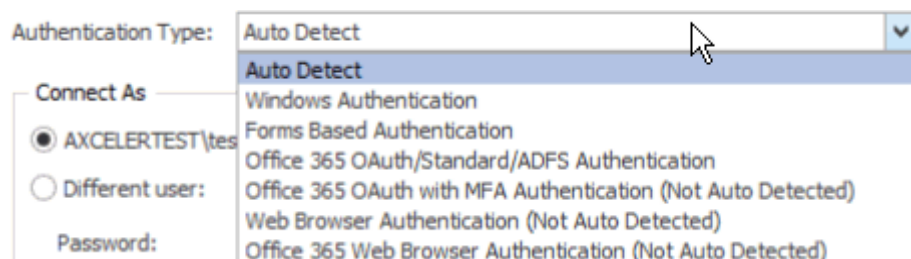 Authentication Type: Auto Detect
Auto Detect
Connect As
Windows Authentication
Forms Based Authentication
AXCELERTEST\tes
Office 365 OAuth/Standard/ADFS Authentication
Different user:
Office 365 OAuth with MFA Authentication (Not Auto Detected)
Web Browser Authentication (Not Auto Detected)
Password:
Office 365 Web Browser Authentication (Not Auto Detected)